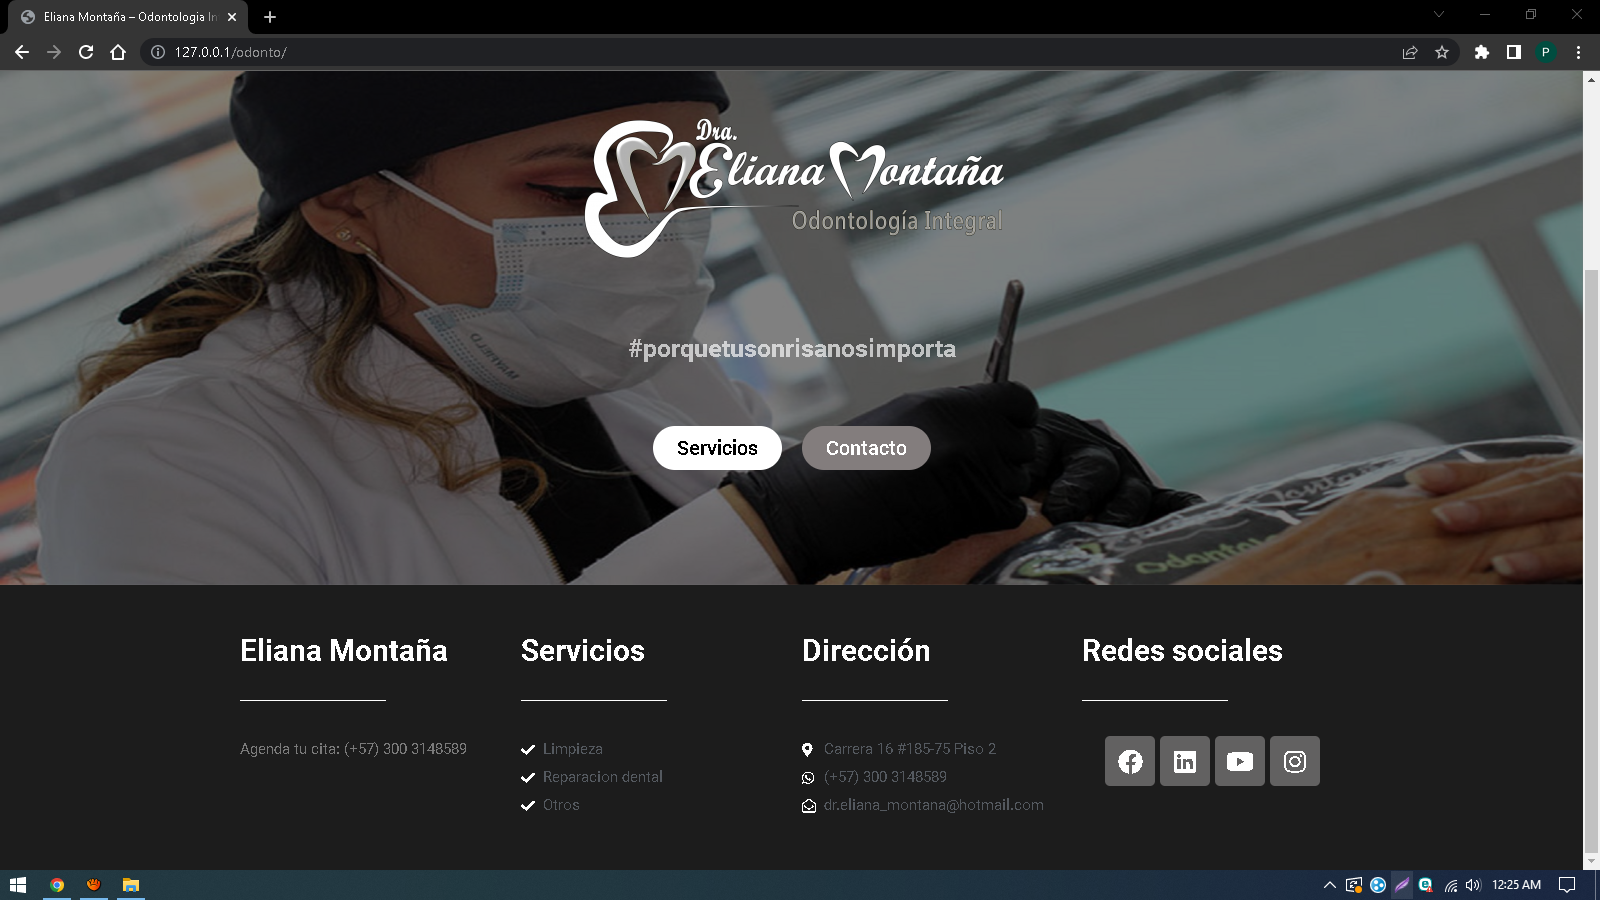 Eliana Montaña – Odontologia In
127.0.0.1/odonto/
P
Dra.
Eliana Montaña
Odontología Integral
#porquetusonrisanosimporta
Servicios
Contacto
Eliana Montaña
Servicios
Dirección
Redes sociales
Agenda tu cita: (+57) 300 3148589
Limpieza
Reparacion dental
Otros
Carrera 16 #185-75 Piso 2
(+57) 300 3148589
dr.eliana_montana@hotmail.com
12:25 AM